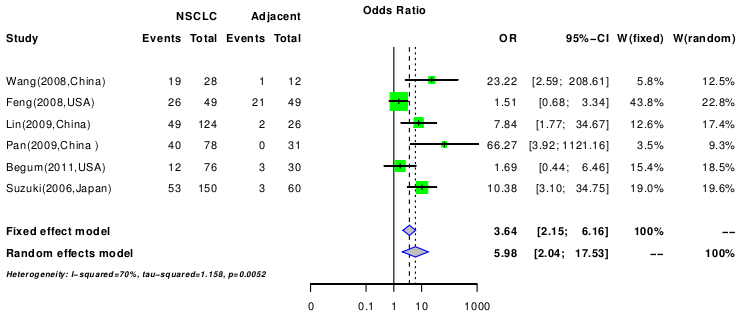 Odds Ratio
NSCLC Adjacent
Study Events Total Events Total OR 95%−CI W(fixed) W(random)
Wang(2008,China) 19 28 1 12 23.22 [2.59; 208.61] 5.8% 12.5%
Feng(2008,USA) 26 49 21 49 1.51 [0.68; 3.34] 43.8% 22.8%
Lin(2009,China) 49 124 2 26 7.84 [1.77; 34.67] 12.6% 17.4%
Pan(2009,China ) 40 78 0 31 66.27 [3.92; 1121.16] 3.5% 9.3%
Begum(2011,USA) 12 76 3 30 1.69 [0.44; 6.46] 15.4% 18.5%
Suzuki(2006,Japan) 53 150 3 60 10.38 [3.10; 34.75] 19.0% 19.6%
Fixed effect model 3.64 [2.15; 6.16] 100% −−
Random effects model 5.98 [2.04; 17.53] −− 100%
Heterogeneity: I−squared=70%, tau−squared=1.158, p=0.0052
0 0.1 1 10 1000